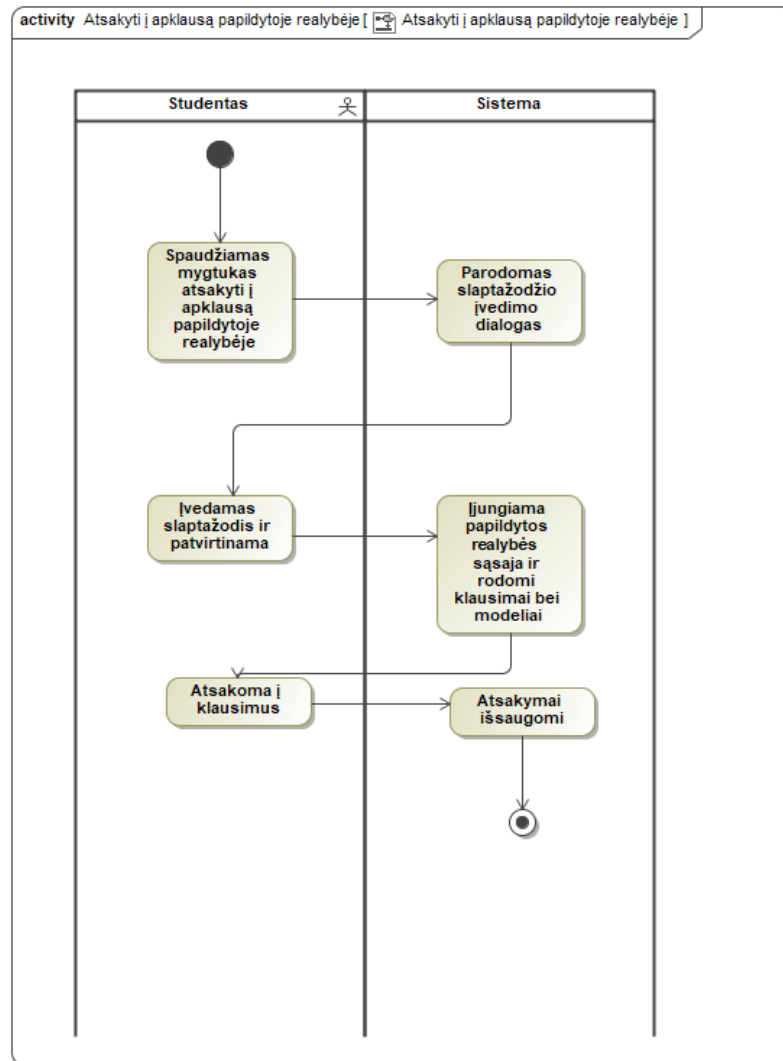 activity Atsakyti į apklausą papildytoje realybėje [ Atsakyti į apklausą papildytoje realybėje ]
Studentas
Sistema
Spaudžiamas
mygtukas
atsakyti į
apklausą
papildytoje
realybėje
Parodomas
slaptažodžio
įvedimo
dialogas
Įvedamas
slaptažodis ir
patvirtinama
Įjungiama
papildytos
realybės
sąsaja ir
rodomi
klausimai bei
modeliai
Atsakoma į
klausimus
Atsakymai
išsaugomi